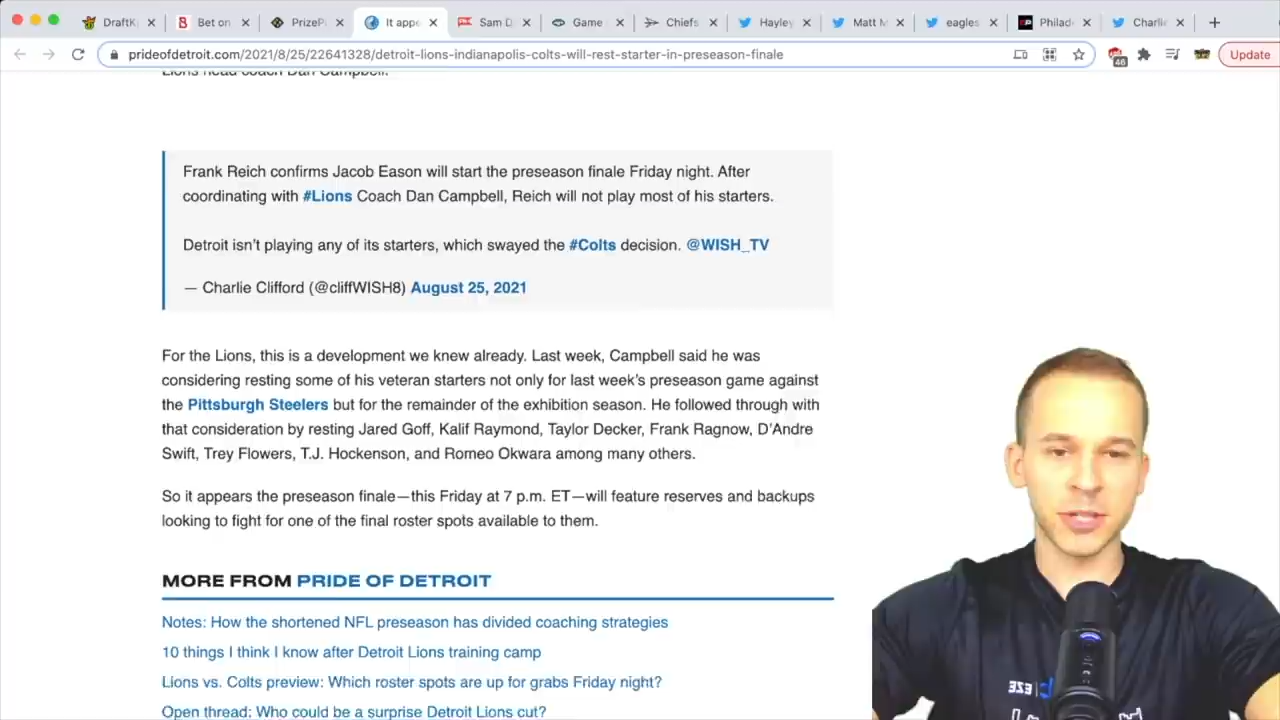 DraftK
Bet on
PrizePi
It appe
Sam D
Game
Chiefs
Hayley
Matt M
eagles
Philad
Charlie
prideofdetroit.com/2021/8/25/22641328/detroit-lions-indianapolis-colts-will-rest-starter-in-preseason-finale
46
Update
Lions head coach Dan Campbell.
Frank Reich confirms Jacob Eason will start the preseason finale Friday night. After
coordinating with #Lions Coach Dan Campbell, Reich will not play most of his starters.
Detroit isn't playing any of its starters, which swayed the #Colts decision. @WISH_TV
— Charlie Clifford (@cliffWISH8) August 25, 2021
For the Lions, this is a development we knew already. Last week, Campbell said he was
considering resting some of his veteran starters not only for last week's preseason game against
the Pittsburgh Steelers but for the remainder of the exhibition season. He followed through with
that consideration by resting Jared Goff, Kalif Raymond, Taylor Decker, Frank Ragnow, D'Andre
Swift, Trey Flowers, T.J. Hockenson, and Romeo Okwara among many others.
So it appears the preseason finale—this Friday at 7 p.m. ET—will feature reserves and backups
looking to fight for one of the final roster spots available to them.
MORE FROM PRIDE OF DETROIT
Notes: How the shortened NFL preseason has divided coaching strategies
10 things I think I know after Detroit Lions training camp
Lions vs. Colts preview: Which roster spots are up for grabs Friday night?
Open thread: Who could be a surprise Detroit Lions cut?